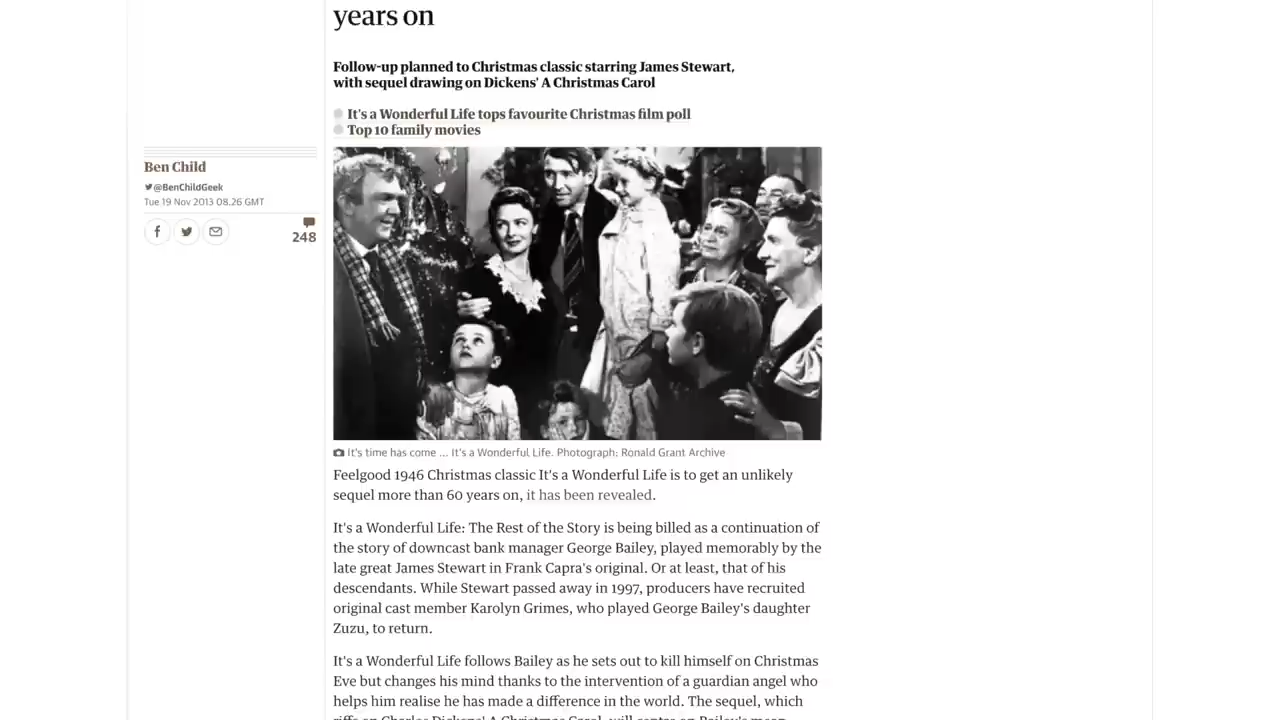 years on
Follow-up planned to Christmas classic starring James Stewart,
with sequel drawing on Dickens' A Christmas Carol
It's a Wonderful Life tops favourite Christmas film poll
Top 10 family movies
Ben Child
@BenChildGeek
Tue 19 Nov 2013 08.26 GMT
248
It's time has come ... It's a Wonderful Life. Photograph: Ronald Grant Archive
Feelgood 1946 Christmas classic It's a Wonderful Life is to get an unlikely
sequel more than 60 years on, it has been revealed.
It's a Wonderful Life: The Rest of the Story is being billed as a continuation of
the story of downcast bank manager George Bailey, played memorably by the
late great James Stewart in Frank Capra's original. Or at least, that of his
descendants. While Stewart passed away in 1997, producers have recruited
original cast member Karolyn Grimes, who played George Bailey's daughter
Zuzu, to return.
It's a Wonderful Life follows Bailey as he sets out to kill himself on Christmas
Eve but changes his mind thanks to the intervention of a guardian angel who
helps him realise he has made a difference in the world. The sequel, which
riffs on Charles Dickens' A Christmas Carol, will centre on Bailey's mean